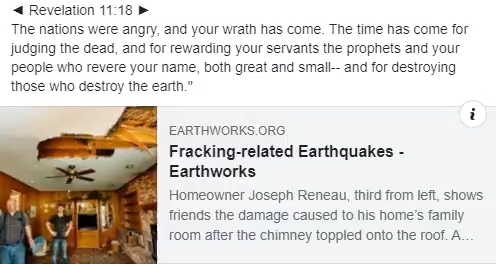 ◄ Revelation 11:18 ►
The nations were angry, and your wrath has come. The time has come for
judging the dead, and for rewarding your servants the prophets and your
people who revere your name, both great and small-- and for destroying
those who destroy the earth."
i
EARTHWORKS.ORG
Fracking-related Earthquakes -
Earthworks
Homeowner Joseph Reneau, third from left, shows
friends the damage caused to his home's family
room after the chimney toppled onto the roof. A...